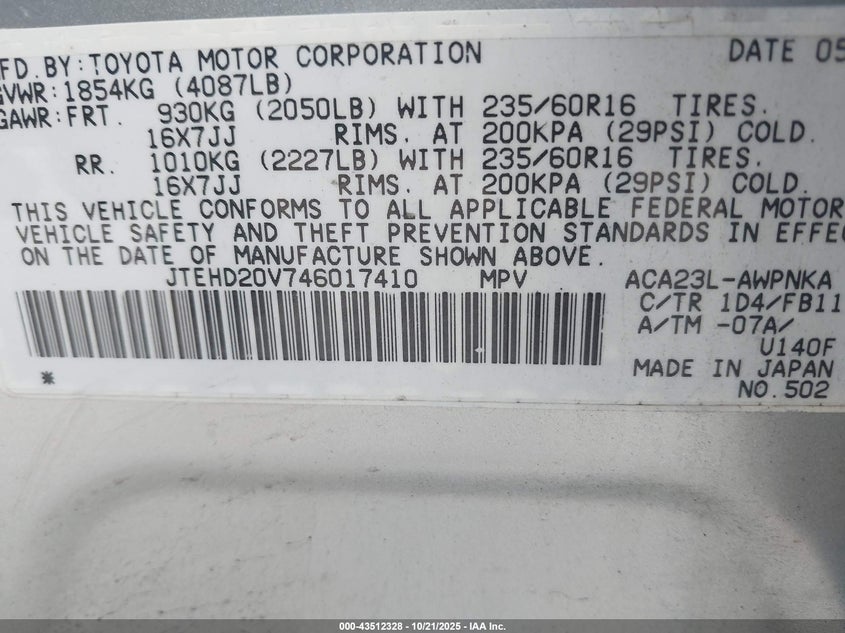 FD. BY: TOYOTA MOTOR CORPORATION DATE 05
GVWR: 1854KG (4087LB)
GAWR: FRT. 930KG (2050LB) WITH 235/60R16 TIRES.
16X7JJ RIMS. AT 200KPA (29PSI) COLD.
RR. 1010KG (2227LB) WITH 235/60R16 TIRES.
16X7JJ RIMS. AT 200KPA (29PSI) COLD.
THIS VEHICLE CONFORMS TO ALL APPLICABLE FEDERAL MOTOR
VEHICLE SAFETY AND THEFT PREVENTION STANDARDS IN EFFEC
ON THE DATE OF MANUFACTURE SHOWN ABOVE.
JTEHD20V746017410 MPV ACA23L-AWPNKA
C/TR 1D4/FB11
A/TM -07A/
U140F
MADE IN JAPAN
* NO.502
000-43512328 - 10/21/2025 - IAA Inc.